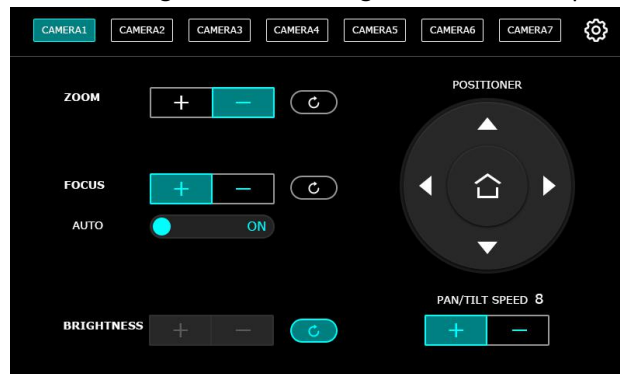 CAMERA1 CAMERA2 CAMERA3 CAMERA4 CAMERA5 CAMERA6 CAMERA7
ZOOM + −
POSITIONER
FOCUS + −
AUTO ON
PAN/TILT SPEED 8
BRIGHTNESS + −
+ −